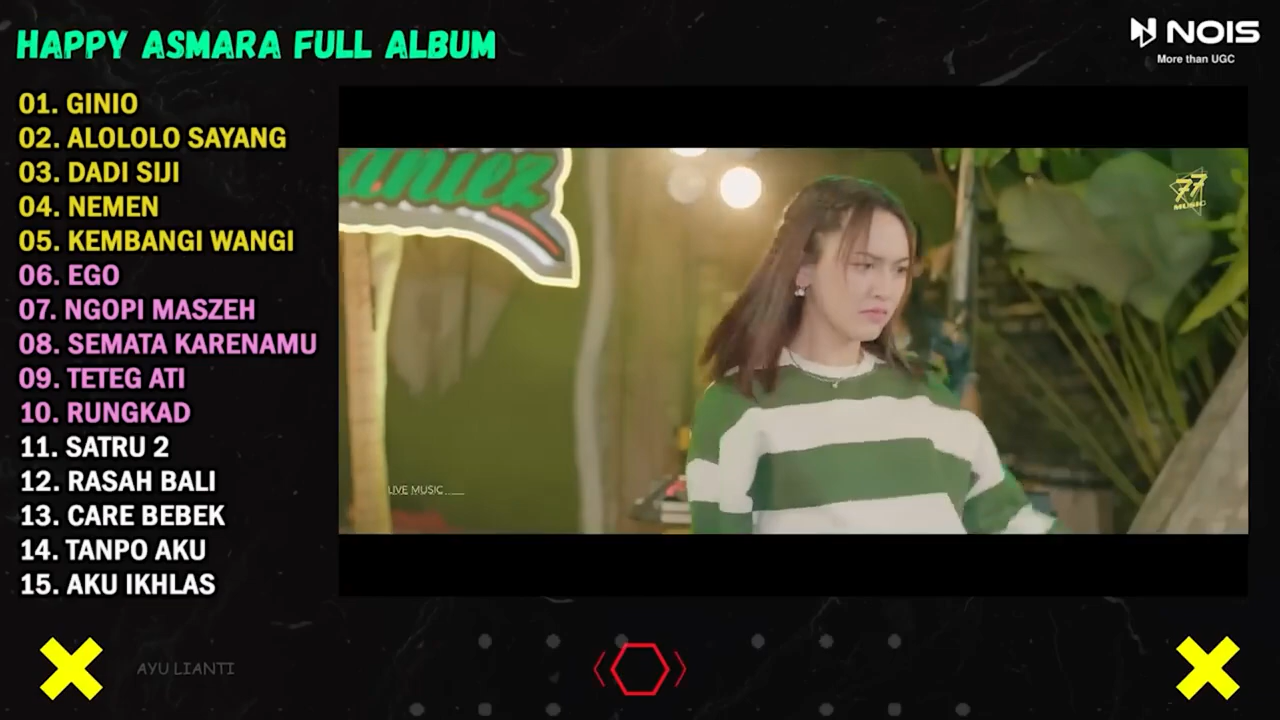 HAPPY ASMARA FULL ALBUM
NOIS
More than UGC
01. GINIO
02. ALOLOLO SAYANG
03. DADI SIJI
04. NEMEN
05. KEMBANGI WANGI
06. EGO
07. NGOPI MASZEH
08. SEMATA KARENAMU
09. TETEG ATI
10. RUNGKAD
11. SATRU 2
12. RASAH BALI
13. CARE BEBEK
14. TANPO AKU
15. AKU IKHLAS
77
MUSIC
LIVE MUSIC
AYU LIANTI